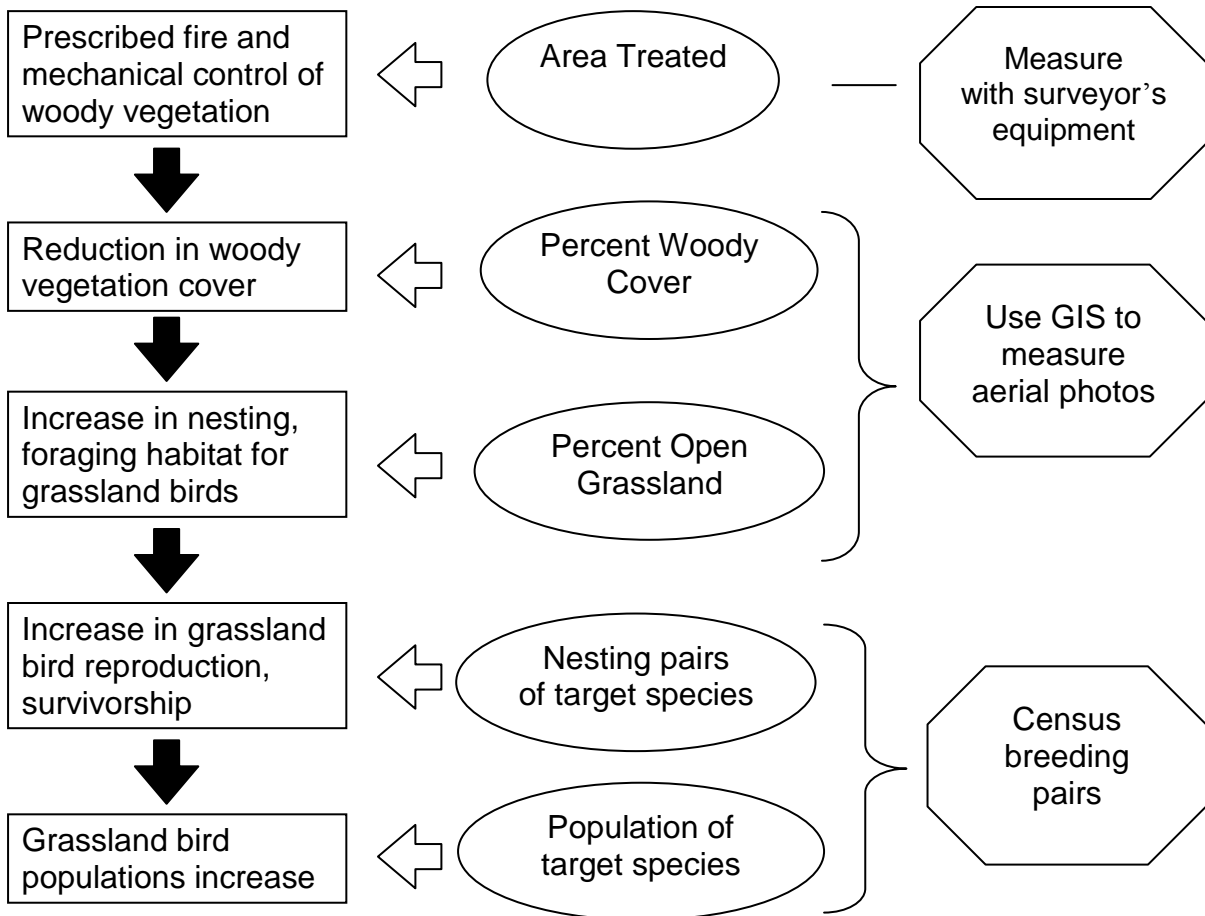 Prescribed fire and
mechanical control of
woody vegetation
Area Treated
Measure
with surveyor's
equipment
Reduction in woody
vegetation cover
Percent Woody
Cover
Use GIS to
measure
aerial photos
Increase in nesting,
foraging habitat for
grassland birds
Percent Open
Grassland
Increase in grassland
bird reproduction,
survivorship
Nesting pairs
of target species
Census
breeding
pairs
Grassland bird
populations increase
Population of
target species